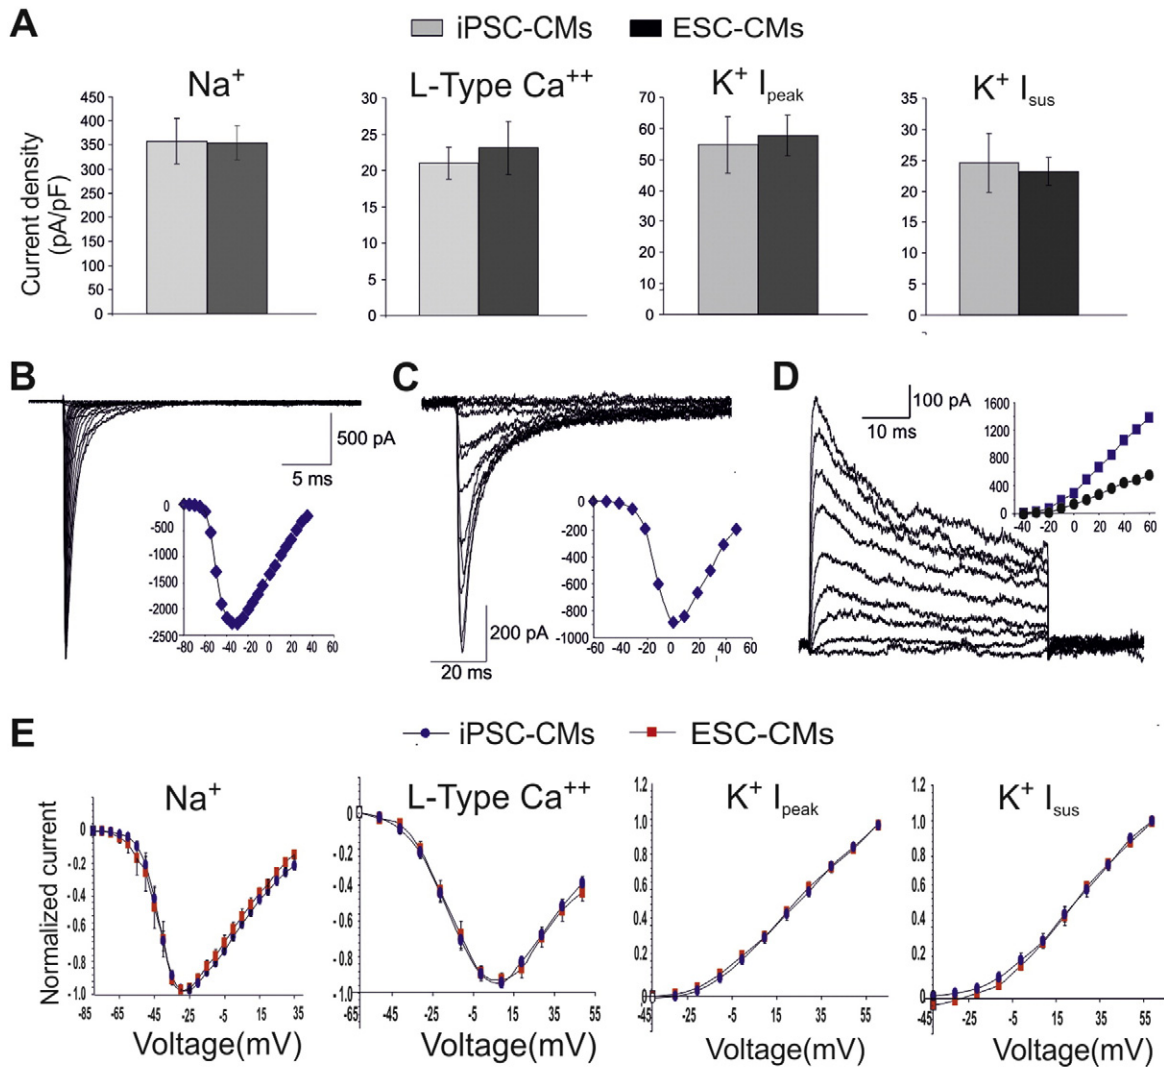 A
iPSC-CMs ESC-CMs
Na+ L-Type Ca++ K+ Ipeak K+ Isus
Current density
(pA/pF)
450
400
350
300
250
200
150
100
50
0
30
25
20
15
10
5
0
70
60
50
40
30
20
10
0
35
30
25
20
15
10
5
0
B
500 pA
5 ms
0
-500
-1000
-1500
-2000
-2500
-80 -60 -40 -20 0 20 40 60
C
200 pA
20 ms
0
-200
-400
-600
-800
-1000
-60 -40 -20 0 20 40 60
D
100 pA
10 ms
1600
1200
800
400
0
-40 -20 0 20 40 60
E
iPSC-CMs ESC-CMs
Na+ L-Type Ca++ K+ Ipeak K+ Isus
Normalized current
0
-0.2
-0.4
-0.6
-0.8
-1.0
-85 -65 -45 -25 -5 15 35
Voltage(mV)
0
-0.2
-0.4
-0.6
-0.8
-1.0
-65 -45 -25 -5 15 35 55
Voltage(mV)
1.2
1.0
0.8
0.6
0.4
0.2
0
-45 -25 -5 15 35 55
Voltage(mV)
1.2
1.0
0.8
0.6
0.4
0.2
0
-45 -25 -5 15 35 55
Voltage(mV)